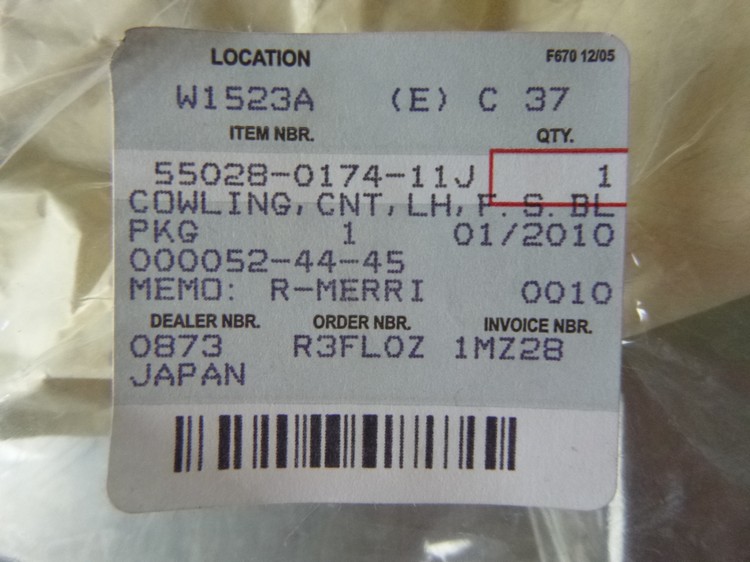 LOCATION F670 12/05
W1523A (E) C 37
ITEM NBR. QTY.
55028-0174-11J 1
COWLING,CNT,LH,F.S.BL
PKG 1 01/2010
000052-44-45
MEMO: R-MERRI 0010
DEALER NBR. ORDER NBR. INVOICE NBR.
0873 R3FLOZ 1MZ28
JAPAN